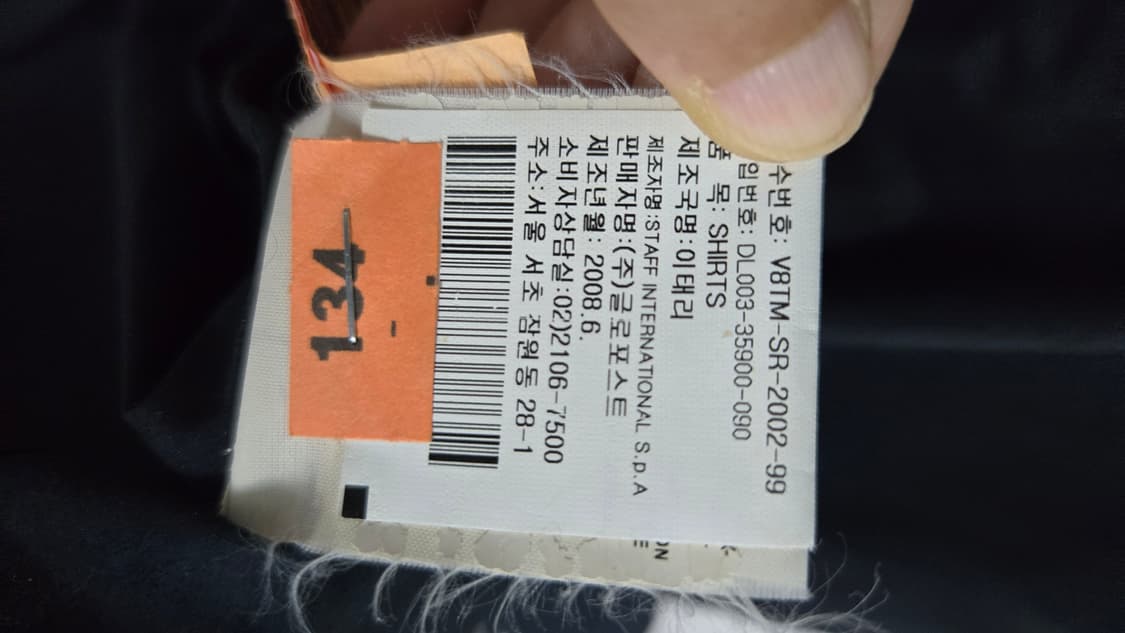 수번호: V8TM-SR-2002-99
입번호: DL003-35900-090
품 목: SHIRTS
제조국명:이태리
제조자명:STAFF INTERNATIONAL S.p.A
판매자명:(주)글로포스트
제조년월: 2008.6.
소비자상담실:02)2106-7500
주소:서울 서초 잠원동 28-1
134